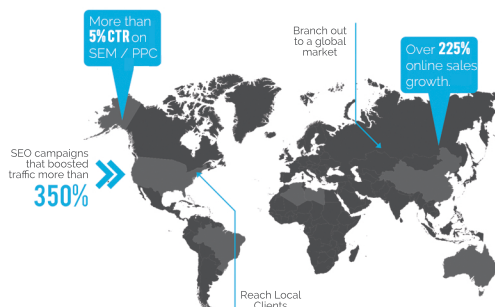 More than
5% CTR on
SEM / PPC
Branch out
to a global
market
Over 225%
online sales
growth.
SEO campaigns
that boosted
traffic more than
350%
Reach Local
Clients